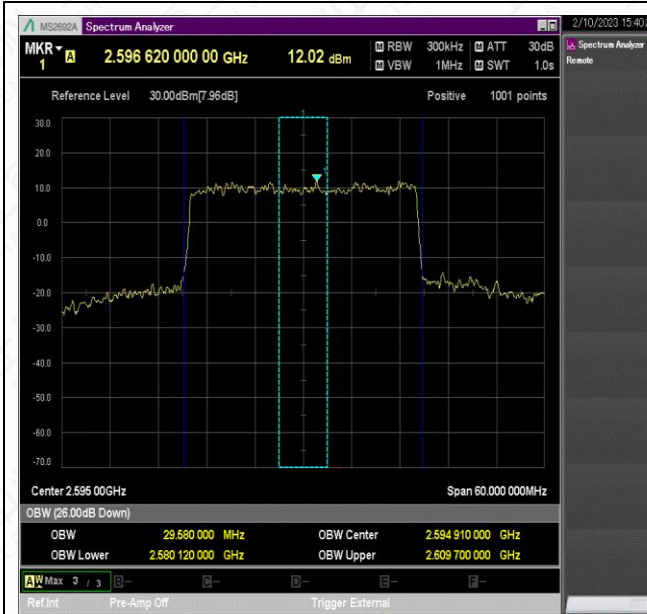 MS2692A Spectrum Analyzer 2/10/2023 15:40:
MKR 1 A 2.596 620 000 00 GHz 12.02 dBm M RBW 300kHz M ATT 30dB
M VBW 1MHz M SWT 1.0s
Spectrum Analyzer
Remote
Reference Level 30.00dBm[7.96dB] Positive 1001 points
30.0
20.0
10.0
0.0
-10.0
-20.0
-30.0
-40.0
-50.0
-60.0
-70.0
1
Center 2.595 00GHz Span 60.000 000MHz
OBW (26.00dB Down)
OBW 29.580 000 MHz OBW Center 2.594 910 000 GHz
OBW Lower 2.580 120 000 GHz OBW Upper 2.609 700 000 GHz
A W Max 3 / 3 B- C- D- E- F-
Ref.Int Pre-Amp Off Trigger External